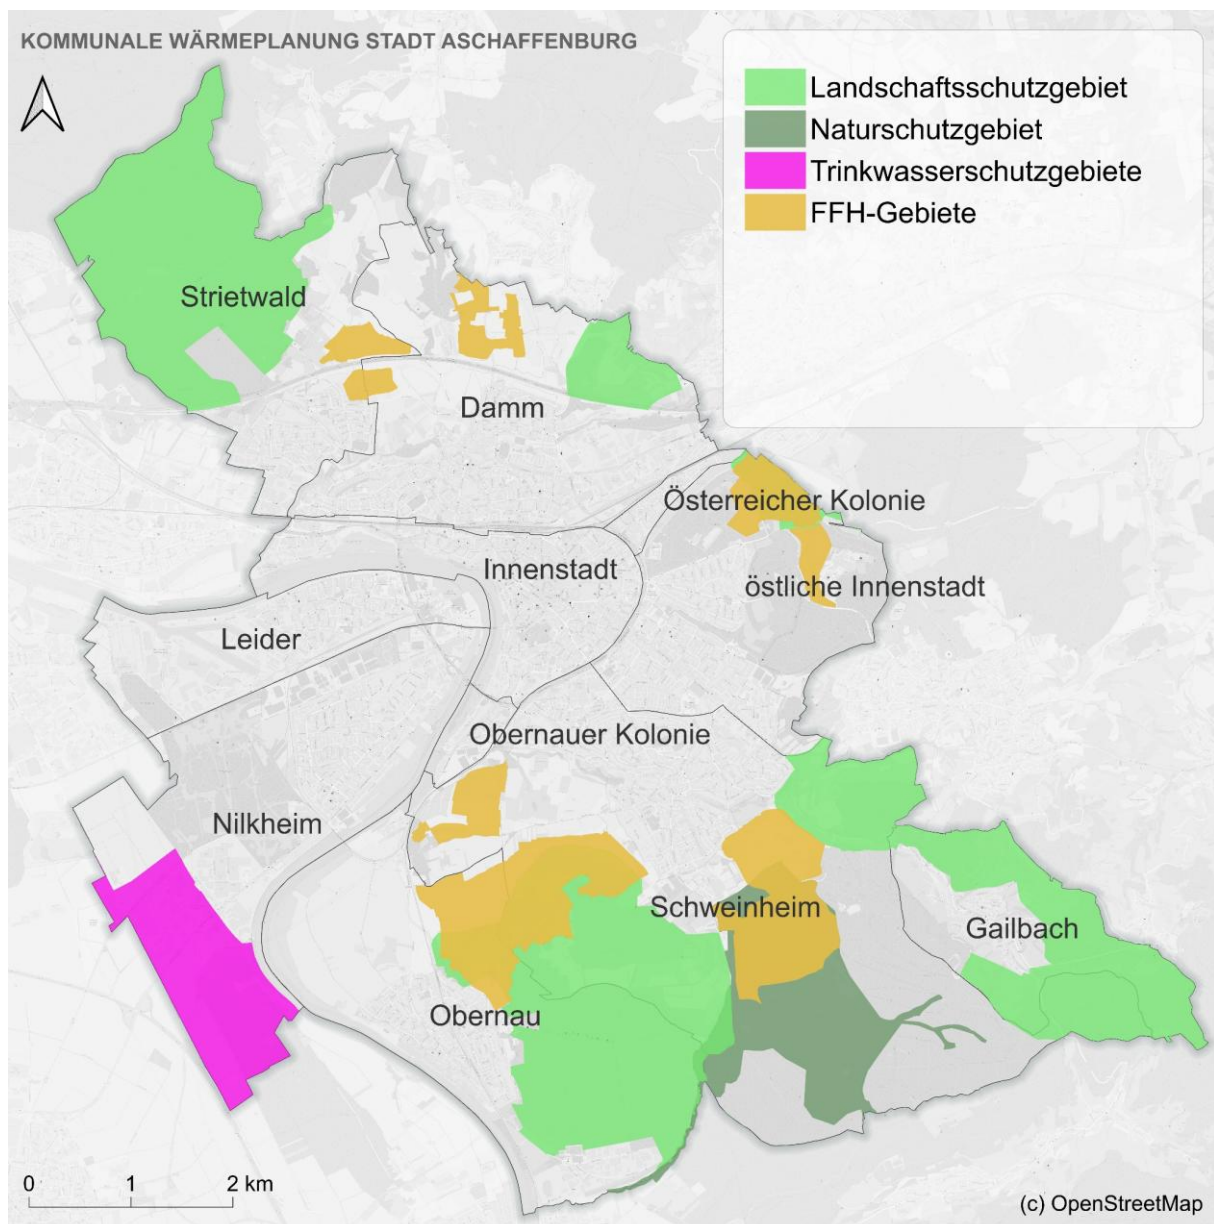 KOMMUNALE WÄRMEPLANUNG STADT ASCHAFFENBURG
Landschaftsschutzgebiet
Naturschutzgebiet
Trinkwasserschutzgebiete
FFH-Gebiete
Strietwald
Damm
Österreicher Kolonie
Innenstadt
östliche Innenstadt
Leider
Obernauer Kolonie
Nilkheim
Schweinheim
Gailbach
Obernau
0 1 2 km
(c) OpenStreetMap